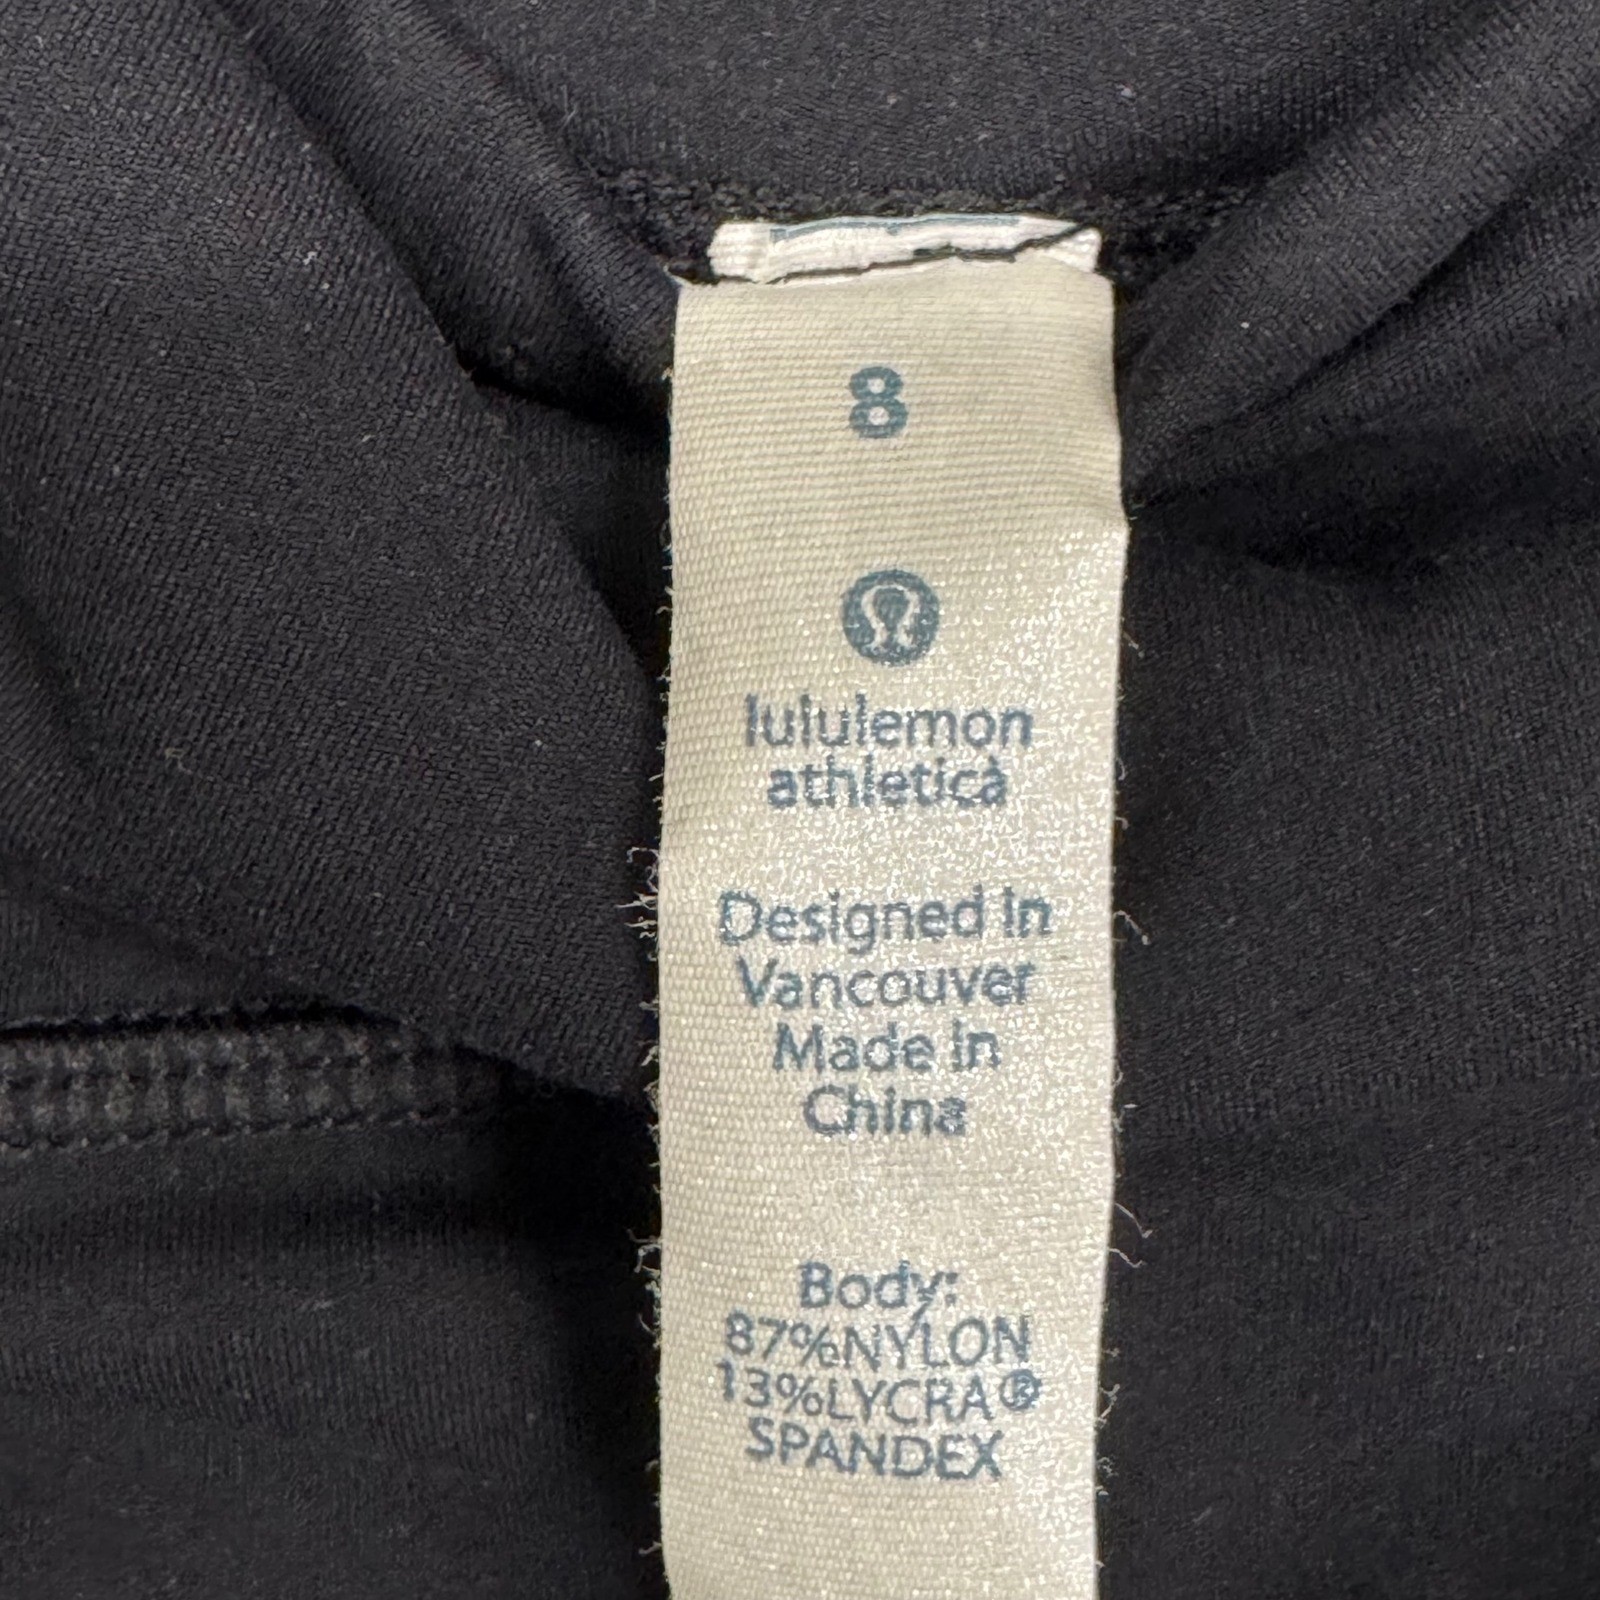 8
lululemon
athletica
Designed in
Vancouver
Made in
China
Body:
87%NYLON
13%LYCRA®
SPANDEX